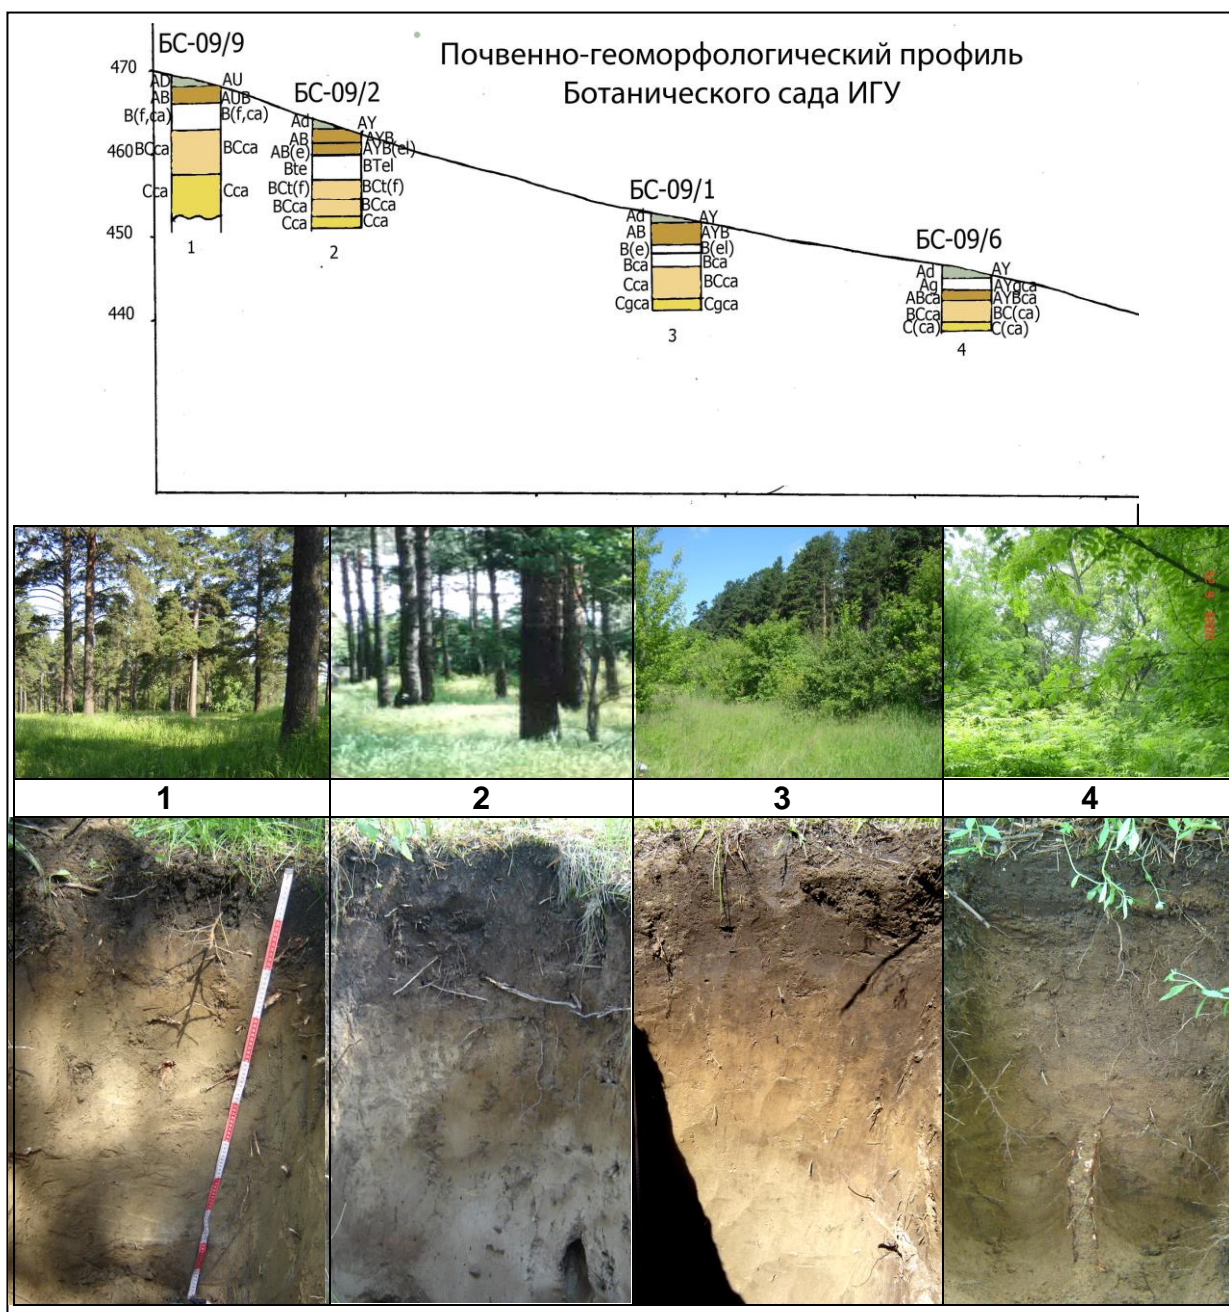 Почвенно-геоморфологический профиль
Ботанического сада ИГУ
470
460
450
440
БС-09/9
AD AU
AB AUB
B(f,ca) B(f,ca)
BCca BCca
Cca Cca
1
БС-09/2
Ad AY
AB AYB
AB(e) AYB(el)
Bte BTel
BCt(f) BCt(f)
BCca BCca
Cca Cca
2
БС-09/1
Ad AY
AB AYB
B(e) B(el)
Bca Bca
Cca BCca
Cgca Cgca
3
БС-09/6
Ad AY
Ag AYgca
ABca AYBca
BCca BC(ca)
C(ca) C(ca)
4
1 2 3 4